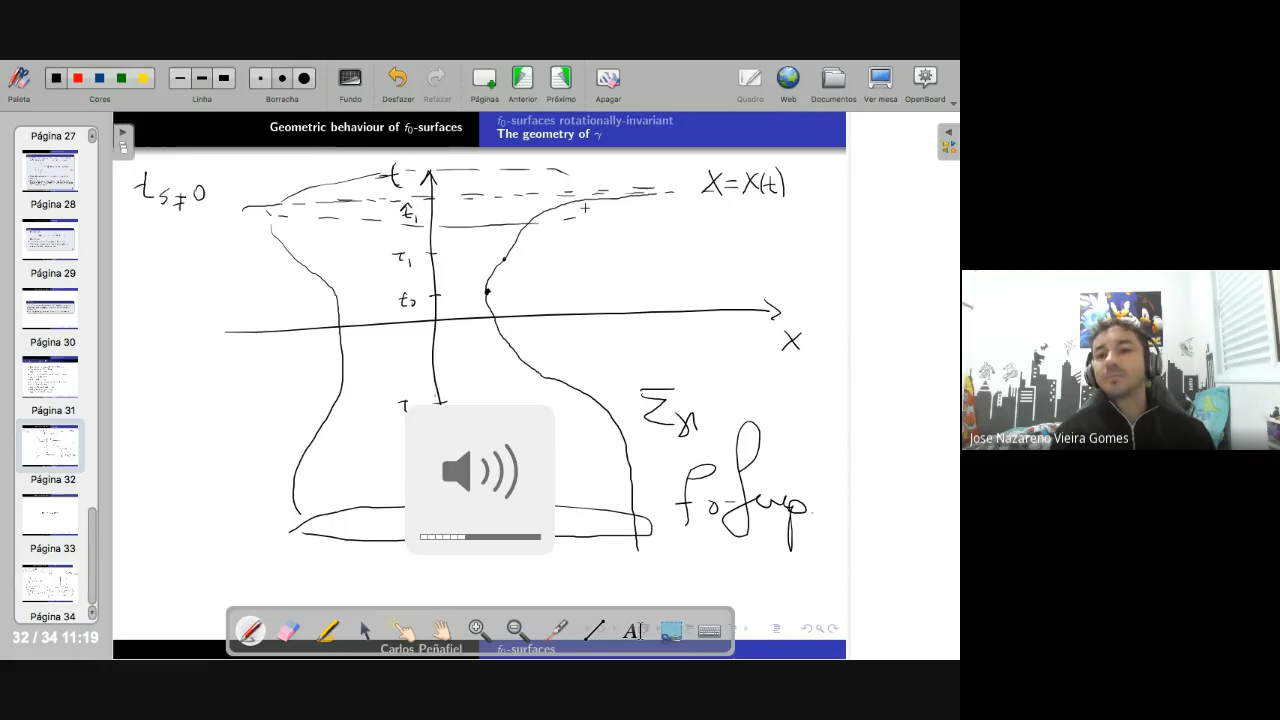 Paleta
Cores
Linha
Borracha
Fundo
Desfazer
Refazer
Páginas
Anterior
Próximo
Apagar
Quadro
Web
Documentos
Ver mesa
OpenBoard
Página 27
Página 28
Página 29
Página 30
Página 31
Página 32
Página 33
Página 34
32 / 34 11:19
Geometric behaviour of f₀-surfaces
f₀-surfaces rotationally-invariant
The geometry of γ
t s≠0
t
X=X(t)
t̂₁
τ₁
t₀
X
τ
Σγ
f₀-surp.
Carlos Peñafiel
f₀-surfaces
Jose Nazareno Vieira Gomes